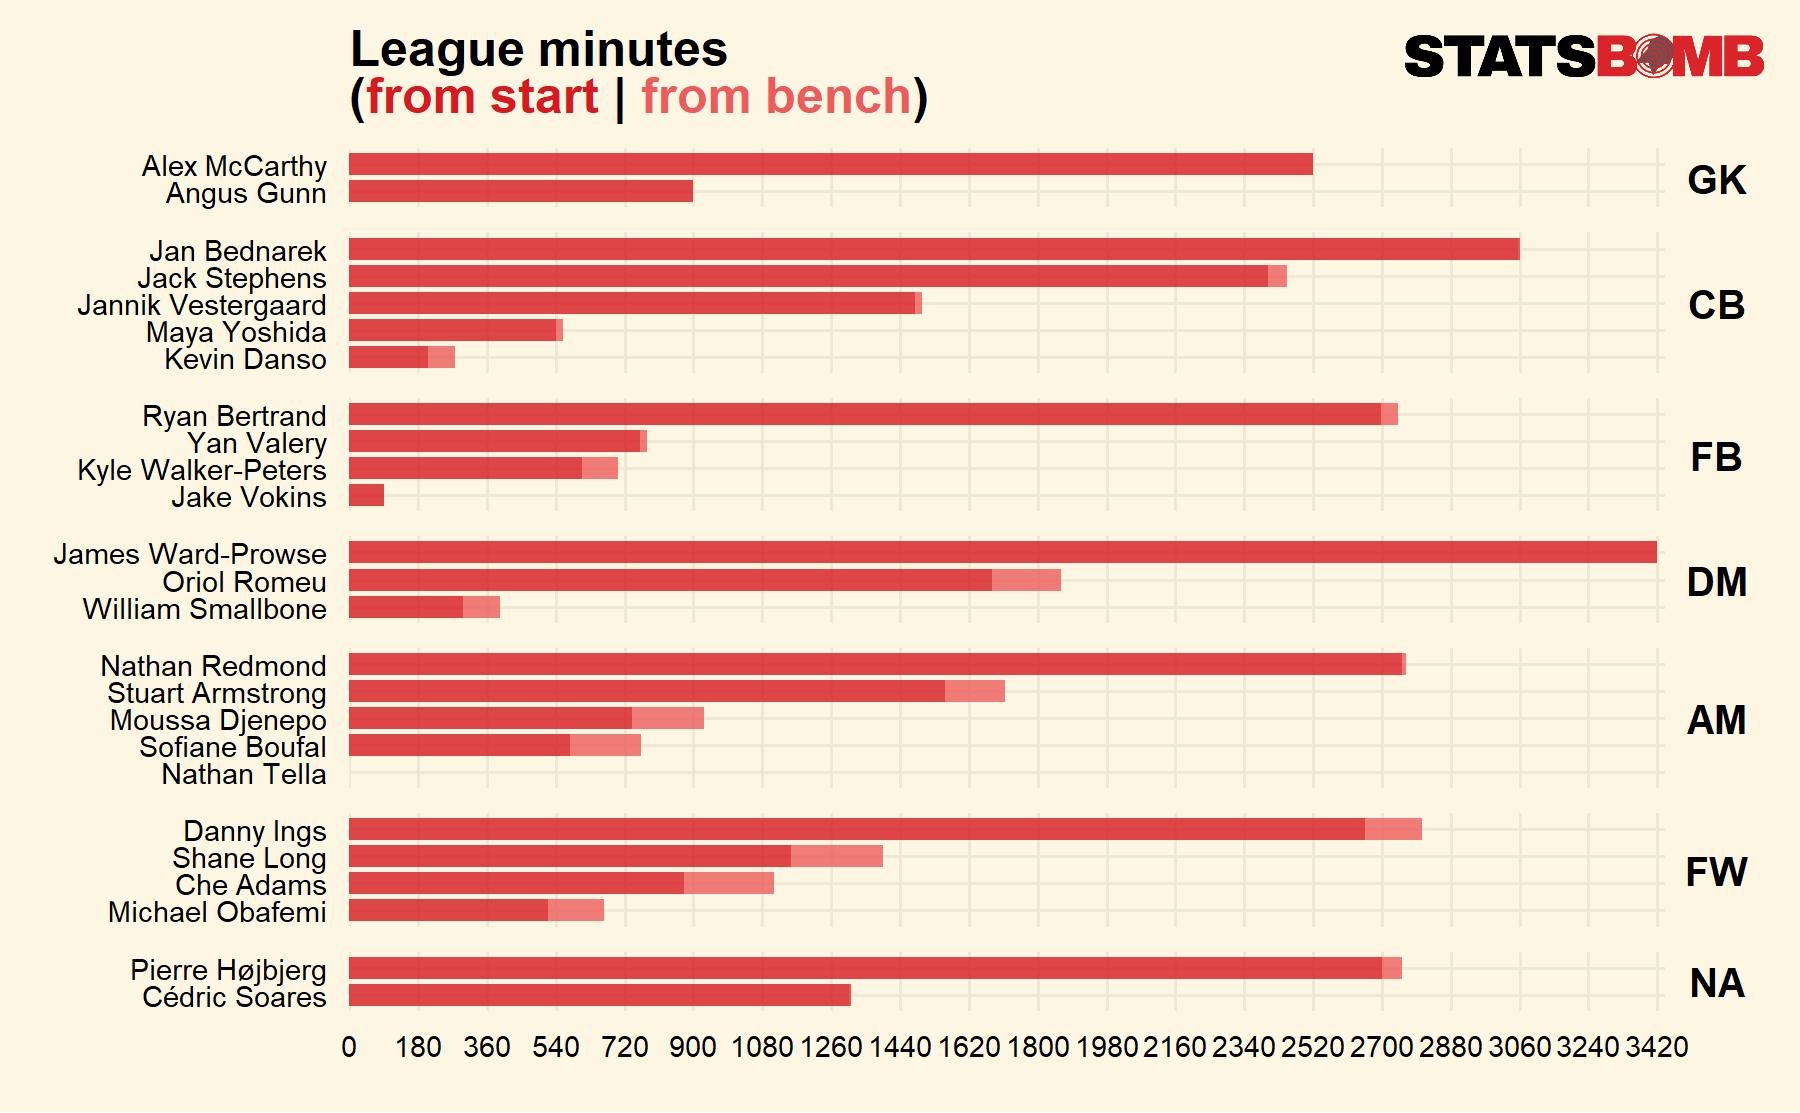 League minutes
(from start | from bench)
STATSBOMB
Alex McCarthy
Angus Gunn
GK
Jan Bednarek
Jack Stephens
Jannik Vestergaard
Maya Yoshida
Kevin Danso
CB
Ryan Bertrand
Yan Valery
Kyle Walker-Peters
Jake Vokins
FB
James Ward-Prowse
Oriol Romeu
William Smallbone
DM
Nathan Redmond
Stuart Armstrong
Moussa Djenepo
Sofiane Boufal
Nathan Tella
AM
Danny Ings
Shane Long
Che Adams
Michael Obafemi
FW
Pierre Højbjerg
Cédric Soares
NA
0 180 360 540 720 900 1080 1260 1440 1620 1800 1980 2160 2340 2520 2700 2880 3060 3240 3420